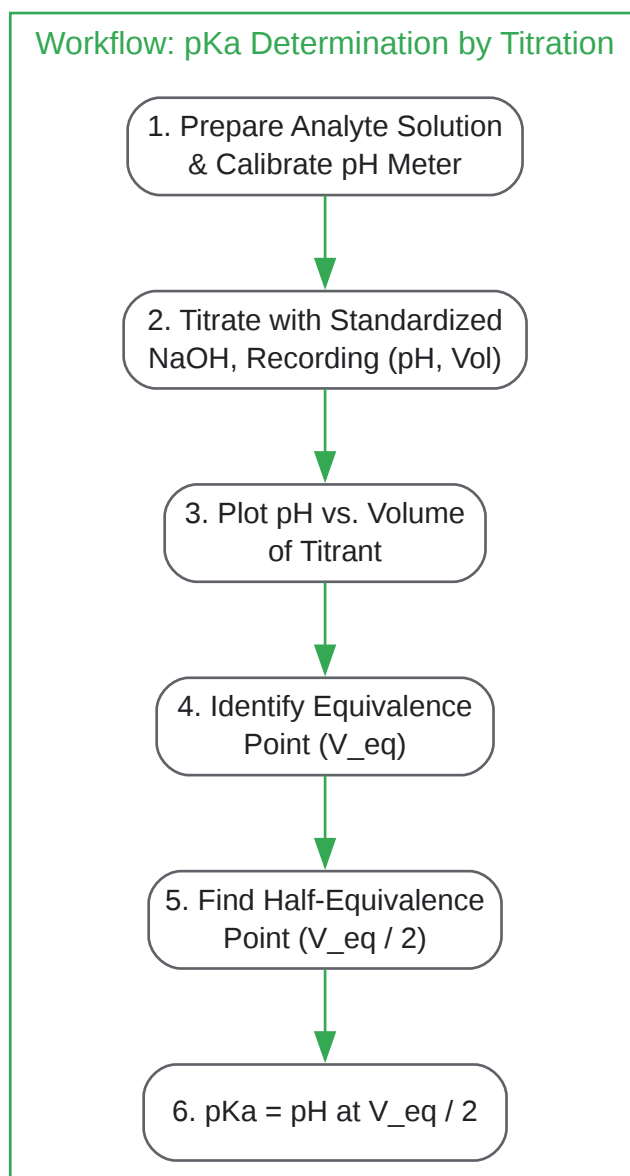 Workflow: pKa Determination by Titration
1. Prepare Analyte Solution
& Calibrate pH Meter
2. Titrate with Standardized
NaOH, Recording (pH, Vol)
3. Plot pH vs. Volume
of Titrant
4. Identify Equivalence
Point (V_eq)
5. Find Half-Equivalence
Point (V_eq / 2)
6. pKa = pH at V_eq / 2